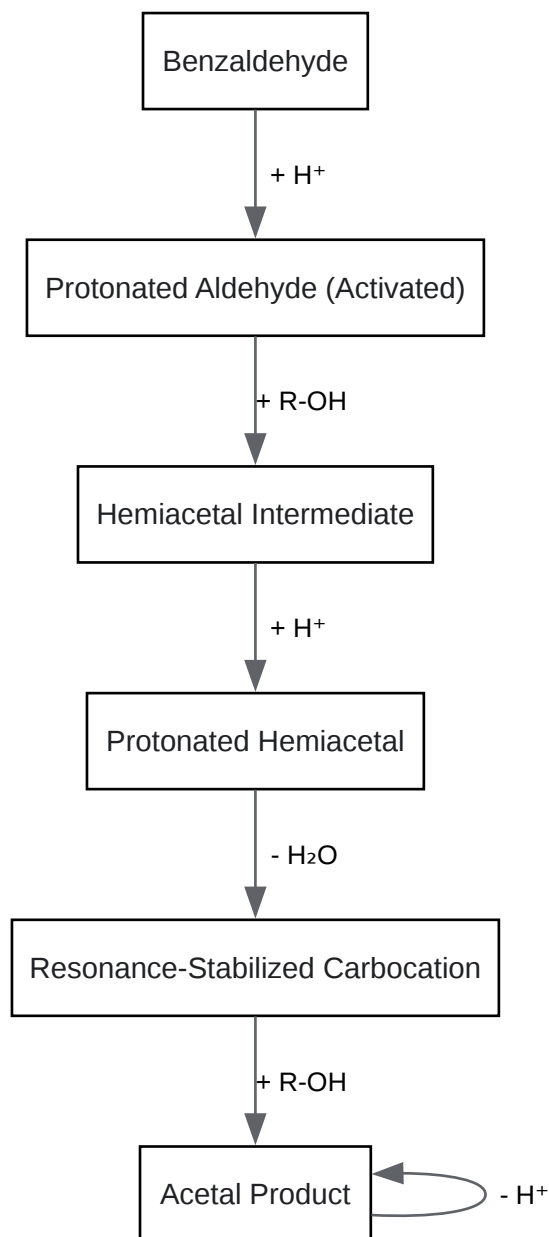 Benzaldehyde
+ H⁺
Protonated Aldehyde (Activated)
+ R-OH
Hemiacetal Intermediate
+ H⁺
Protonated Hemiacetal
- H₂O
Resonance-Stabilized Carbocation
+ R-OH
Acetal Product
- H⁺